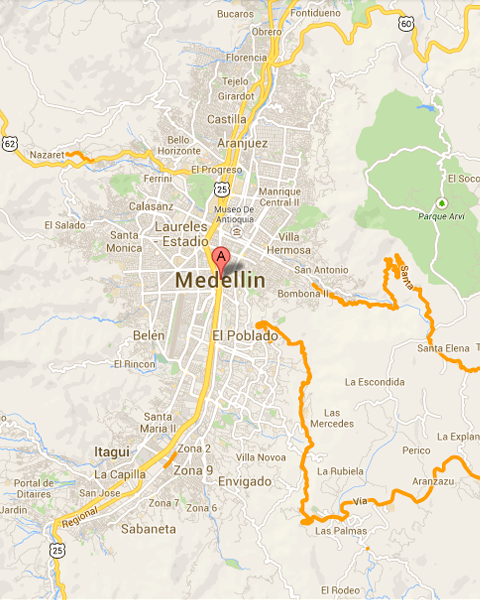 Bucaros
Fontidueno
Obrero
60
Florencia
Tejelo
Girardot
Castilla
Aranjuez
62
Bello
Horizonte
Nazaret
El Progreso
Ferrini
25
Manrique
Central II
El Soco
Calasanz
Museo De
Antioquia
Parque Arvi
El Salado
Santa
Monica
Laureles
- Estadio
Villa
Hermosa
A
San Antonio
Medellin
Santa
Bombona II
Belén
El Poblado
Santa Elena
T
El Rincon
La Escondida
Santa
Maria II
Las
Mercedes
La Explan
Itagui
Zona 2
Perico
Villa Novoa
La Capilla
Zona 9
La Rubiela
Aranzazu
Portal de
Ditaires
San Jose
Envigado
Jardin
Zona 7
Zona 6
Vía
Regional
Sabaneta
Las Palmas
25
El Rodeo